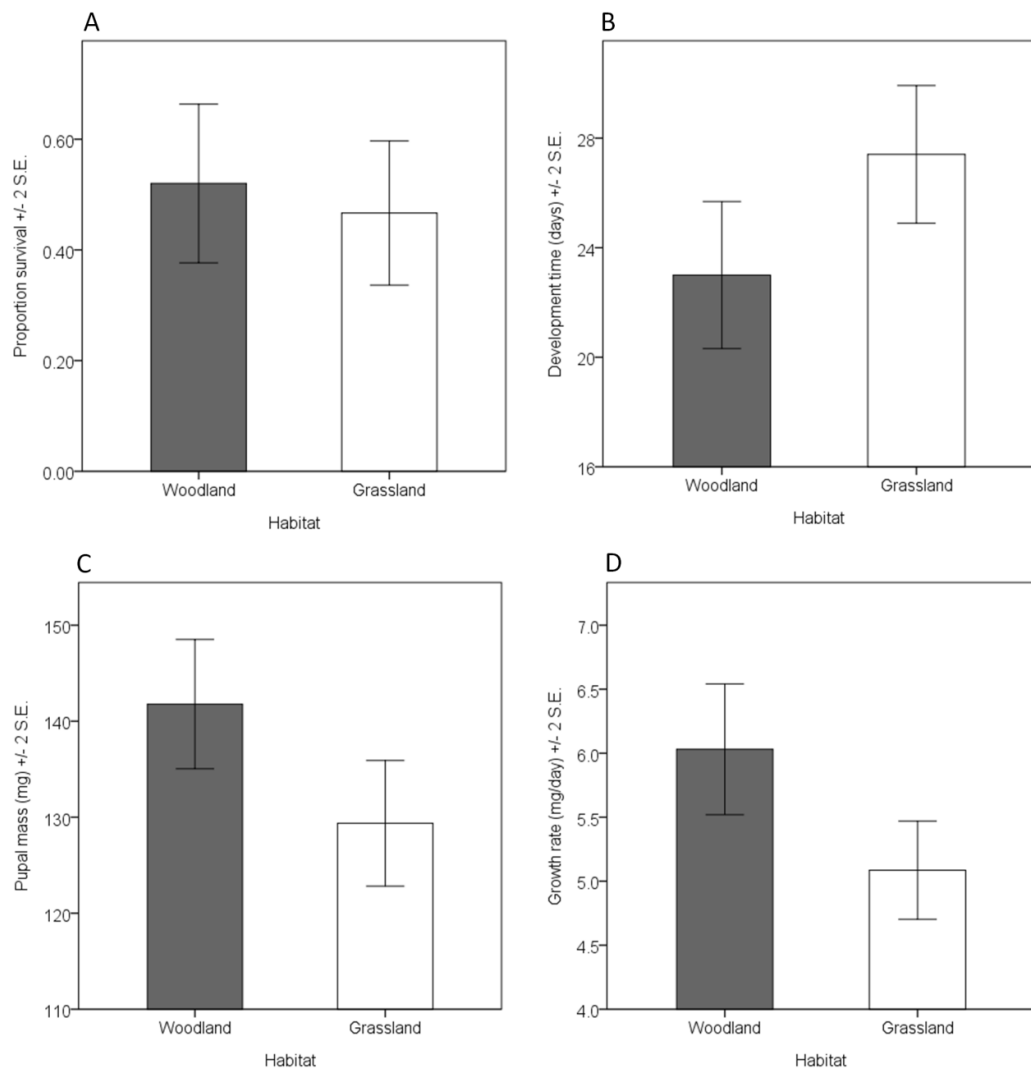 A
Proportion survival +/- 2 S.E.
0.60
0.40
0.20
0.00
Woodland
Grassland
Habitat
B
Development time (days) +/- 2 S.E.
28
24
20
16
Woodland
Grassland
Habitat
C
Pupal mass (mg) +/- 2 S.E.
150
140
130
120
110
Woodland
Grassland
Habitat
D
Growth rate (mg/day) +/- 2 S.E.
7.0
6.5
6.0
5.5
5.0
4.5
4.0
Woodland
Grassland
Habitat